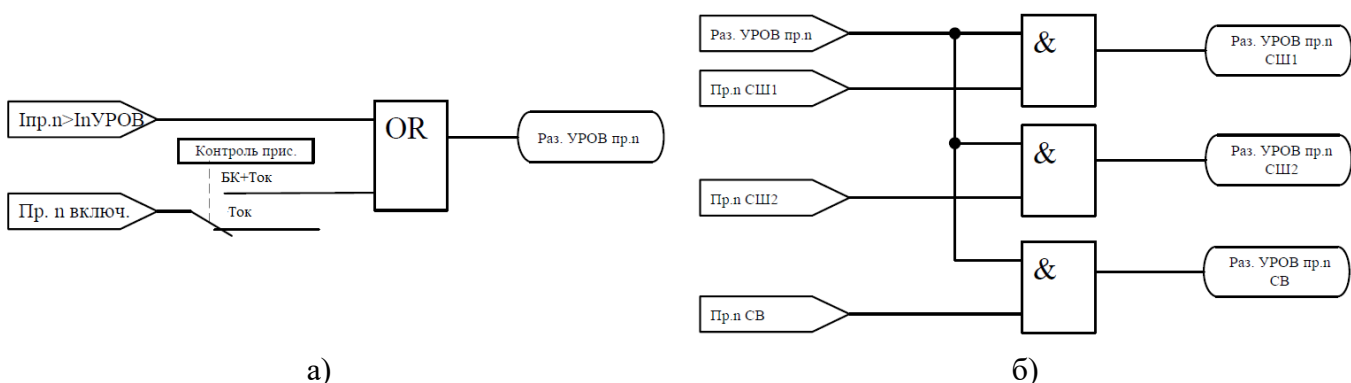 Iпр.n>InУРОВ
Контроль прис.
БК+Ток
Пр. n включ.
Ток
OR
Раз. УРОВ пр.n
а)
Раз. УРОВ пр.n
Пр.n СШ1
&
Раз. УРОВ пр.n
СШ1
Пр.n СШ2
&
Раз. УРОВ пр.n
СШ2
Пр.n СВ
&
Раз. УРОВ пр.n
СВ
б)